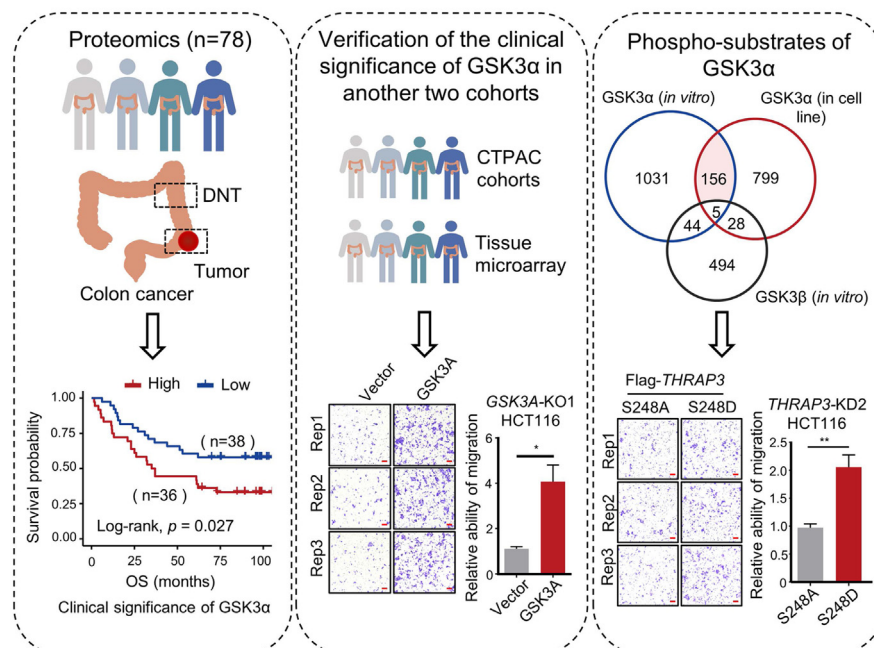 Proteomics (n=78)
DNT
Tumor
Colon cancer
High
Low
Survival probability
1.00
0.75
0.50
0.25
0.00
( n=38)
( n=36 )
Log-rank, p = 0.027
0
25
50
75
100
OS (months)
Clinical significance of GSK3α
Verification of the clinical
significance of GSK3α in
another two cohorts
CTPAC
cohorts
Tissue
microarray
Vector
GSK3A
Rep1
Rep2
Rep3
GSK3A-KO1
HCT116
Relative ability of migration
6
4
2
0
*
Vector
GSK3A
Phospho-substrates of
GSK3α
GSK3α (in vitro)
GSK3α (in cell
line)
1031
156
799
5
44
28
494
GSK3β (in vitro)
Flag-THRAP3
S248A
S248D
Rep1
Rep2
Rep3
THRAP3-KD2
HCT116
Relative ability of migration
2.5
2.0
1.5
1.0
0.5
0
**
S248A
S248D